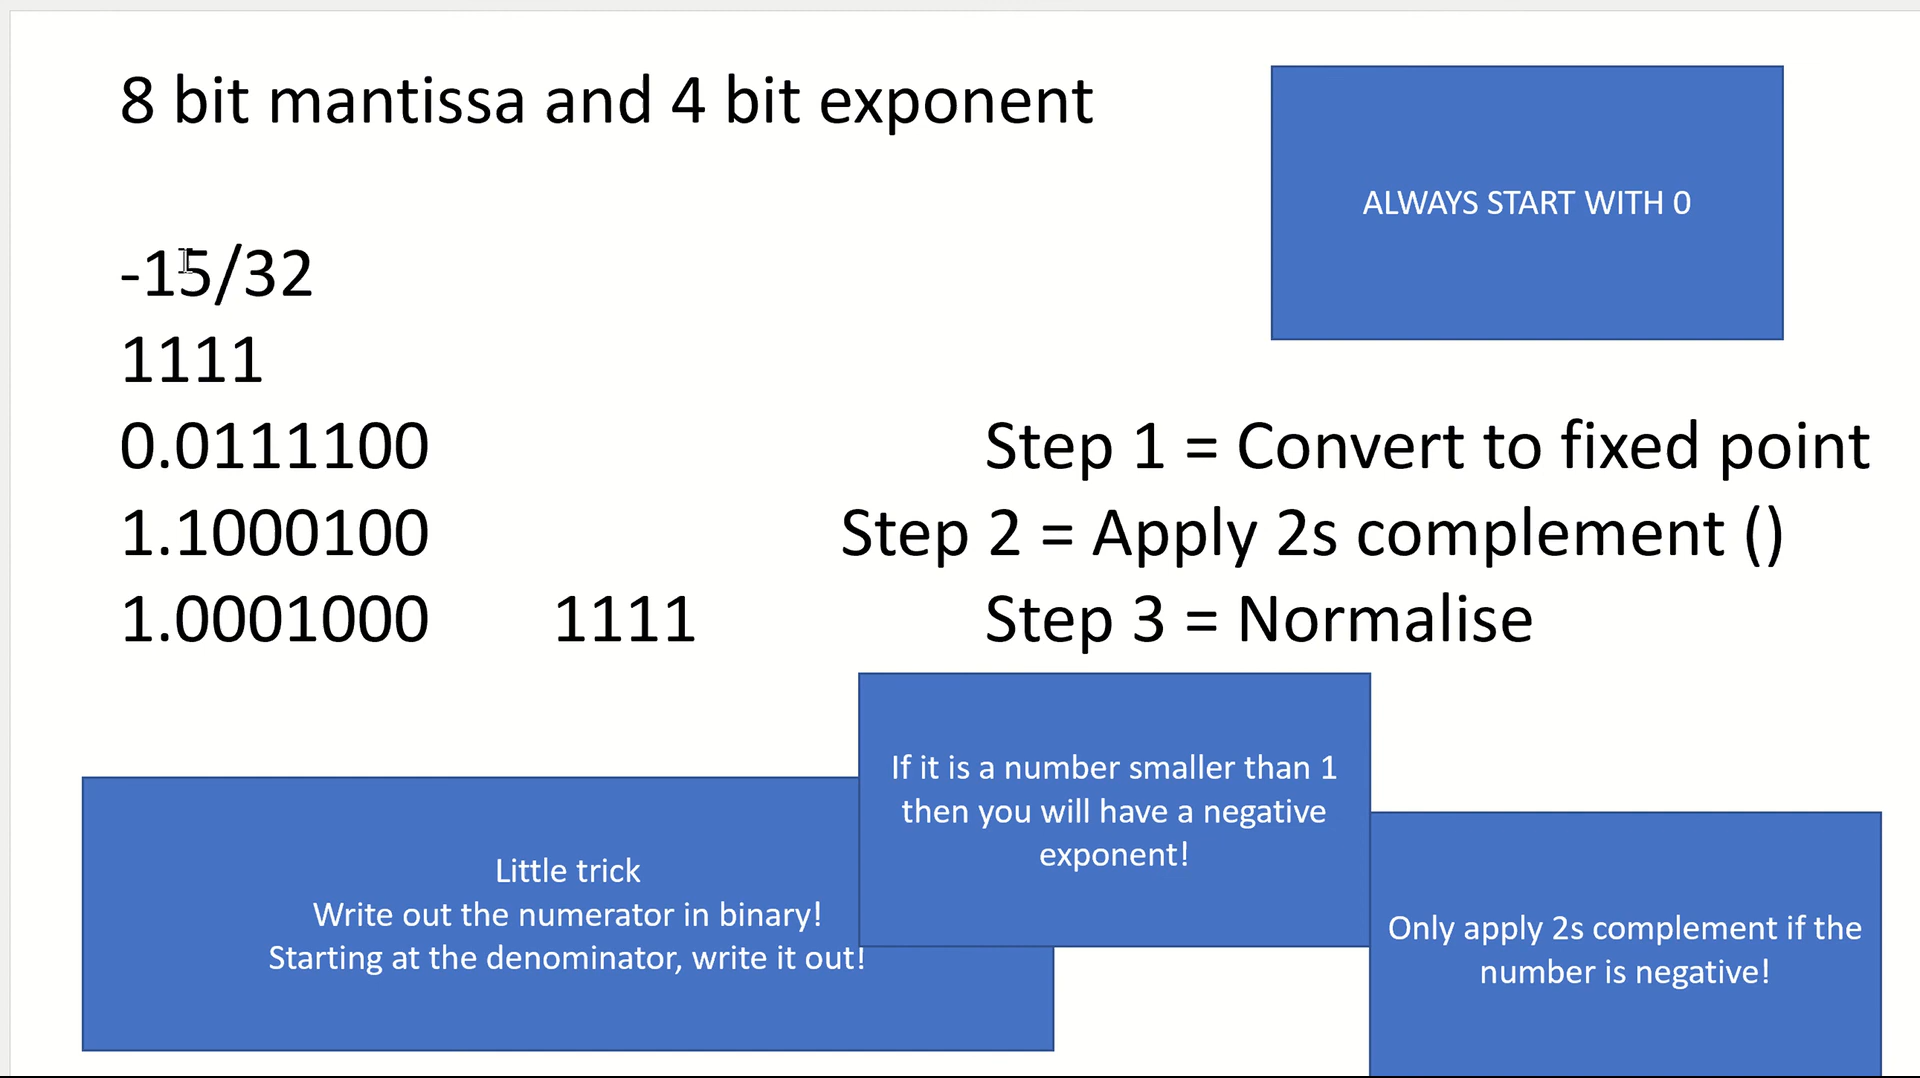 8 bit mantissa and 4 bit exponent
ALWAYS START WITH 0
-15/32
1111
0.0111100 Step 1 = Convert to fixed point
1.1000100 Step 2 = Apply 2s complement ()
1.0001000 1111 Step 3 = Normalise
If it is a number smaller than 1
then you will have a negative
exponent!
Little trick
Write out the numerator in binary!
Starting at the denominator, write it out!
Only apply 2s complement if the
number is negative!